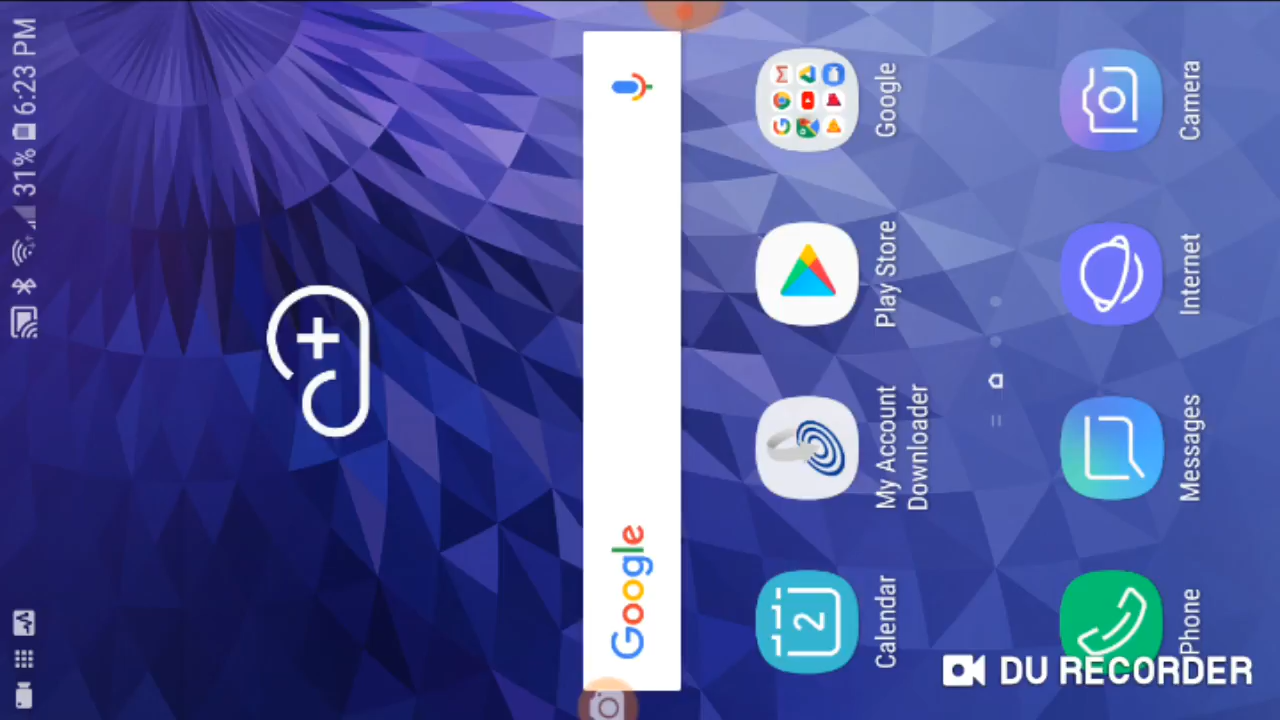 31% 6:23 PM
Google
Calendar
My Account
Downloader
Play Store
Google
Phone
Messages
Internet
Camera
2
DU RECORDER